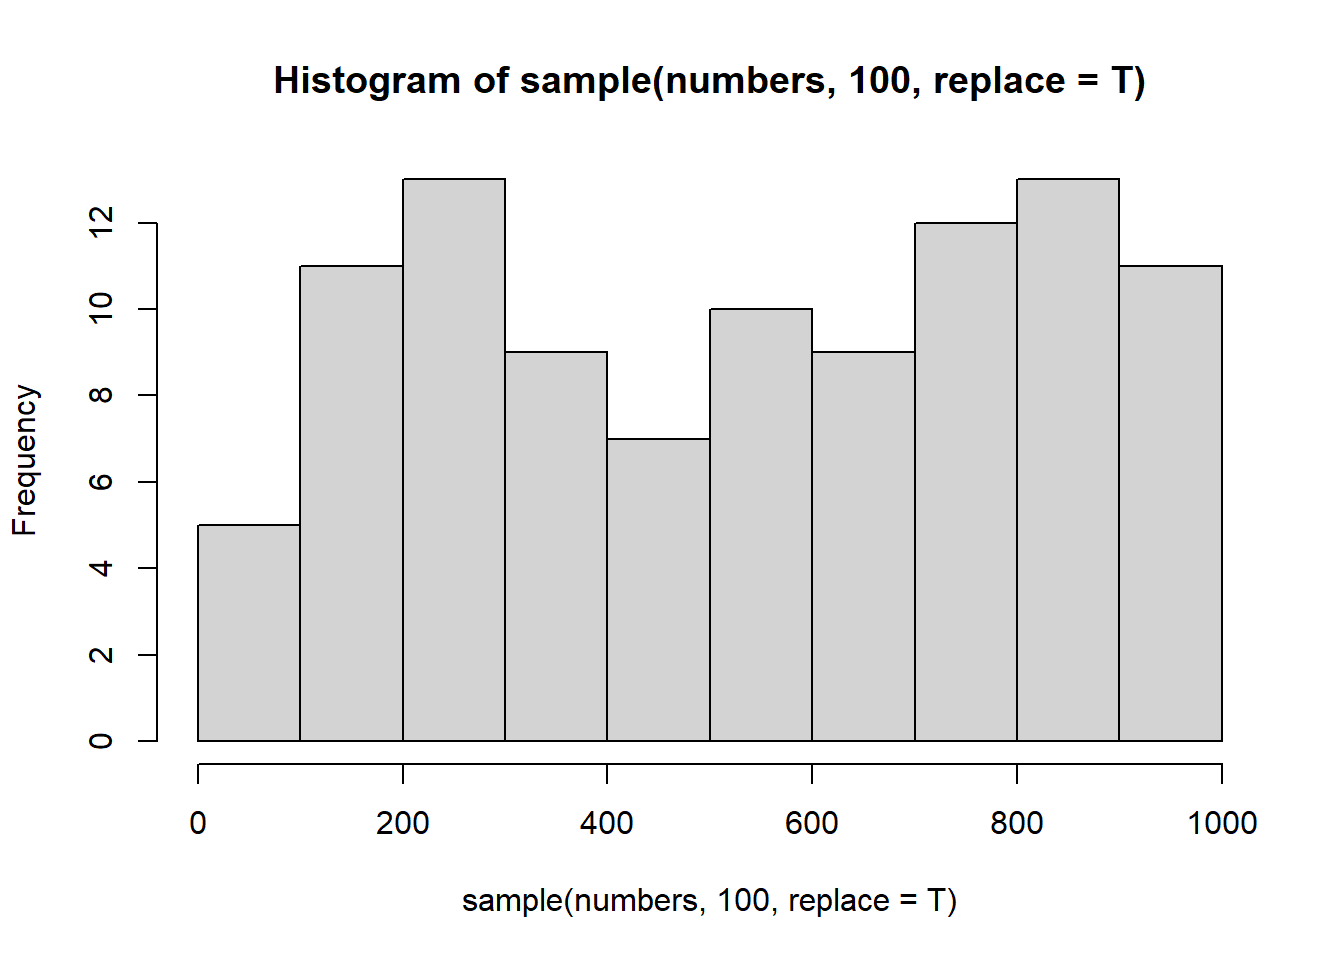 Histogram of sample(numbers, 100, replace = T)
Frequency
12
10
8
6
4
2
0
0 200 400 600 800 1000
sample(numbers, 100, replace = T)